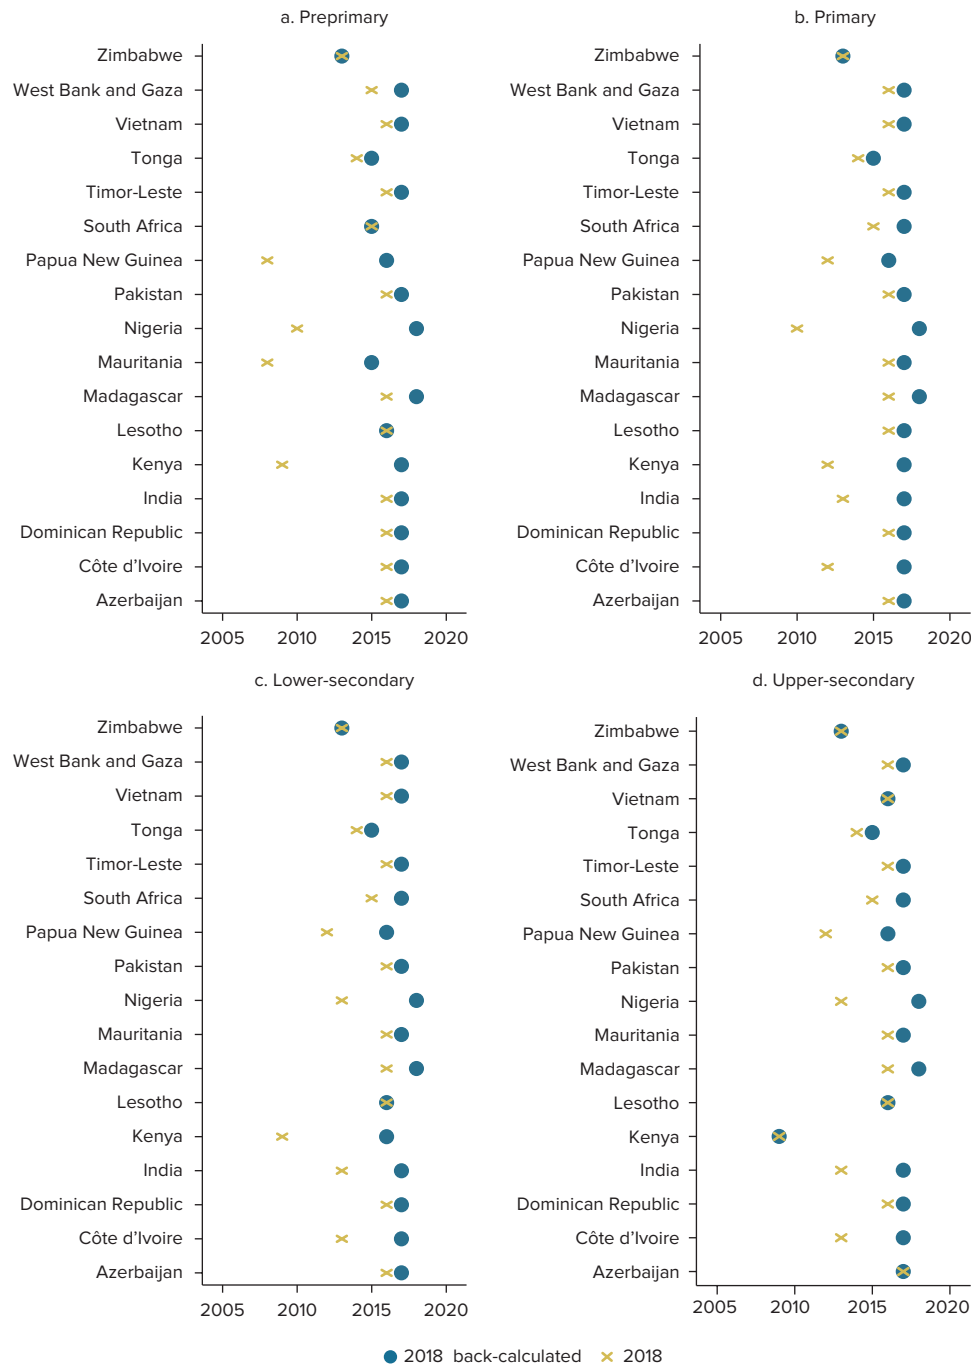 a. Preprimary
Zimbabwe
West Bank and Gaza
Vietnam
Tonga
Timor-Leste
South Africa
Papua New Guinea
Pakistan
Nigeria
Mauritania
Madagascar
Lesotho
Kenya
India
Dominican Republic
Côte d’Ivoire
Azerbaijan
2005 2010 2015 2020
b. Primary
Zimbabwe
West Bank and Gaza
Vietnam
Tonga
Timor-Leste
South Africa
Papua New Guinea
Pakistan
Nigeria
Mauritania
Madagascar
Lesotho
Kenya
India
Dominican Republic
Côte d’Ivoire
Azerbaijan
2005 2010 2015 2020
c. Lower-secondary
Zimbabwe
West Bank and Gaza
Vietnam
Tonga
Timor-Leste
South Africa
Papua New Guinea
Pakistan
Nigeria
Mauritania
Madagascar
Lesotho
Kenya
India
Dominican Republic
Côte d’Ivoire
Azerbaijan
2005 2010 2015 2020
d. Upper-secondary
Zimbabwe
West Bank and Gaza
Vietnam
Tonga
Timor-Leste
South Africa
Papua New Guinea
Pakistan
Nigeria
Mauritania
Madagascar
Lesotho
Kenya
India
Dominican Republic
Côte d’Ivoire
Azerbaijan
2005 2010 2015 2020
2018 back-calculated 2018